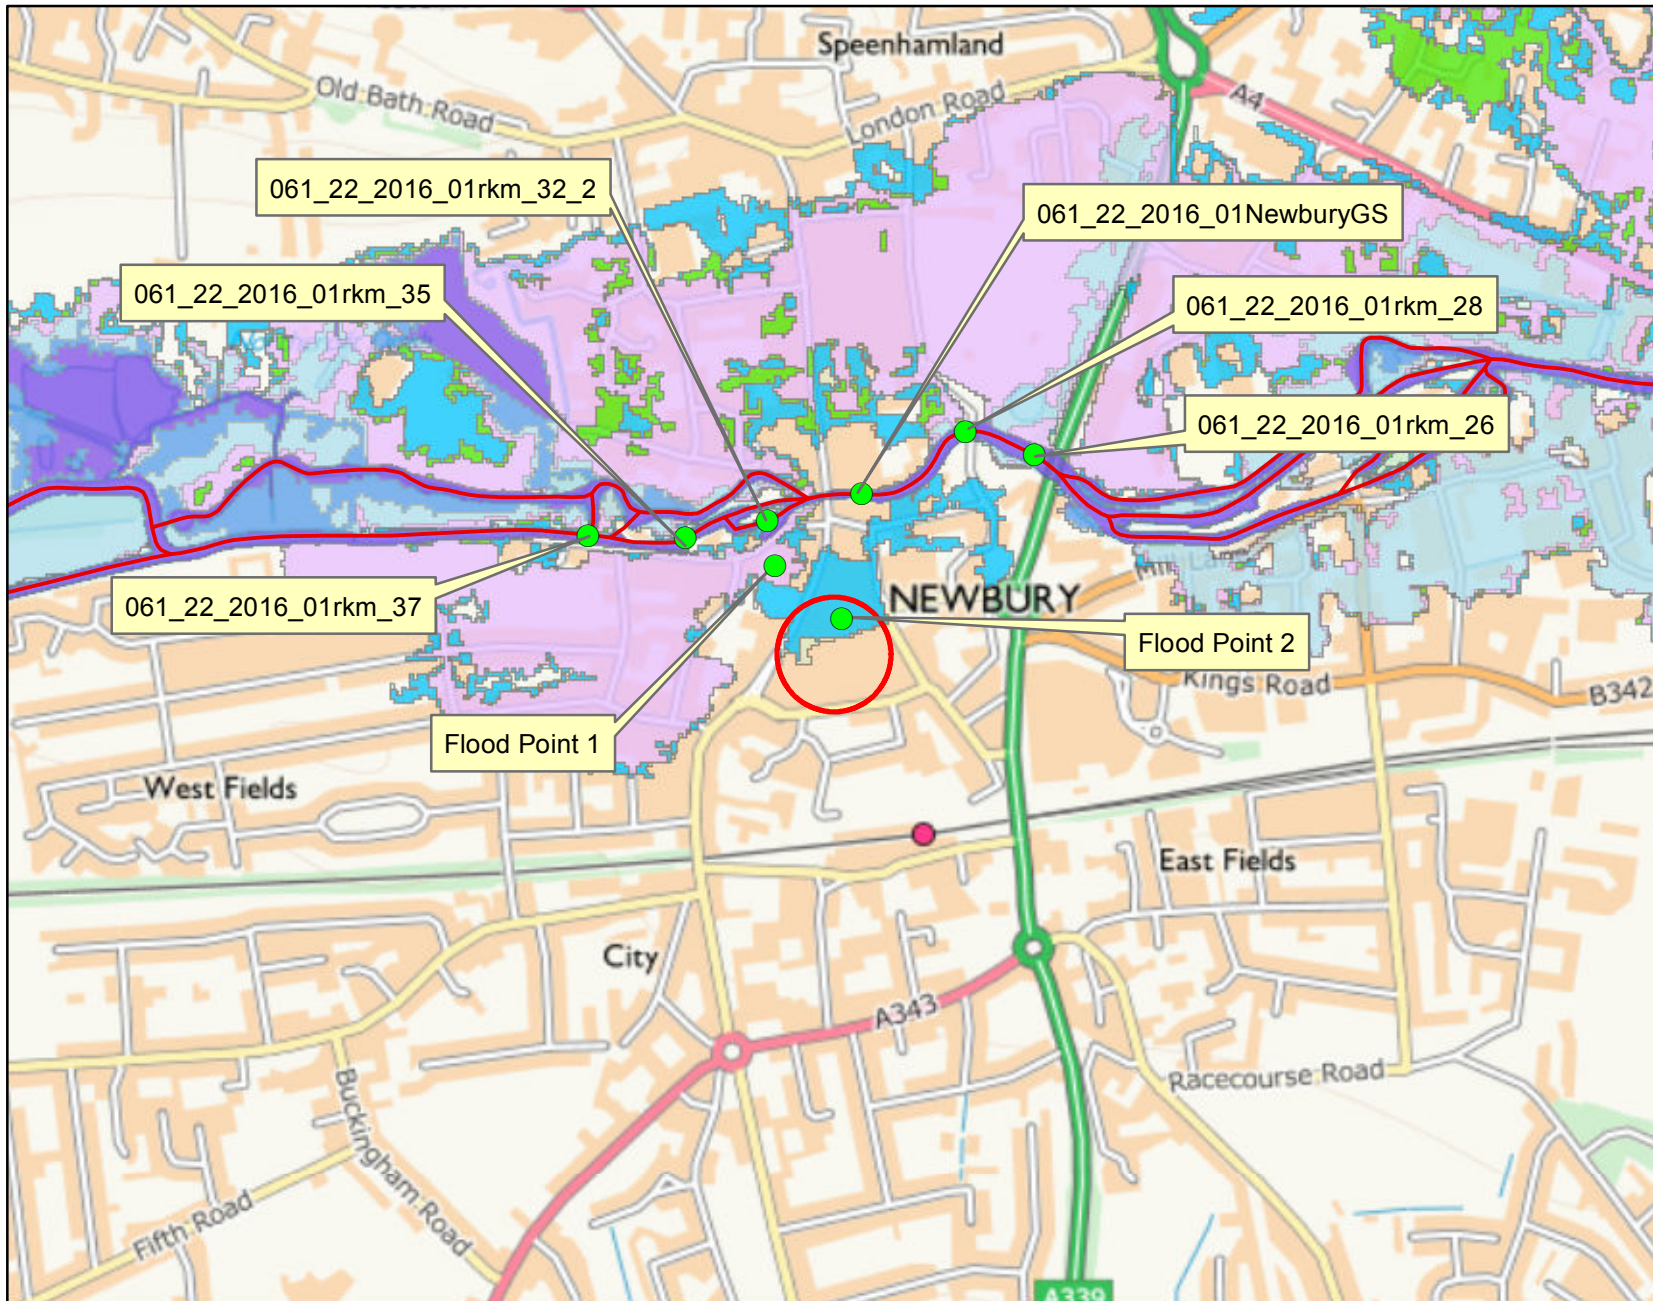 Speenhamland
Old Bath Road
London Road
A4
061_22_2016_01rkm_32_2
061_22_2016_01NewburyGS
061_22_2016_01rkm_35
061_22_2016_01rkm_28
061_22_2016_01rkm_26
061_22_2016_01rkm_37
NEWBURY
Flood Point 2
Kings Road
B342
Flood Point 1
West Fields
East Fields
City
A343
Racecourse Road
Buckingham Road
Fifth Road
A339